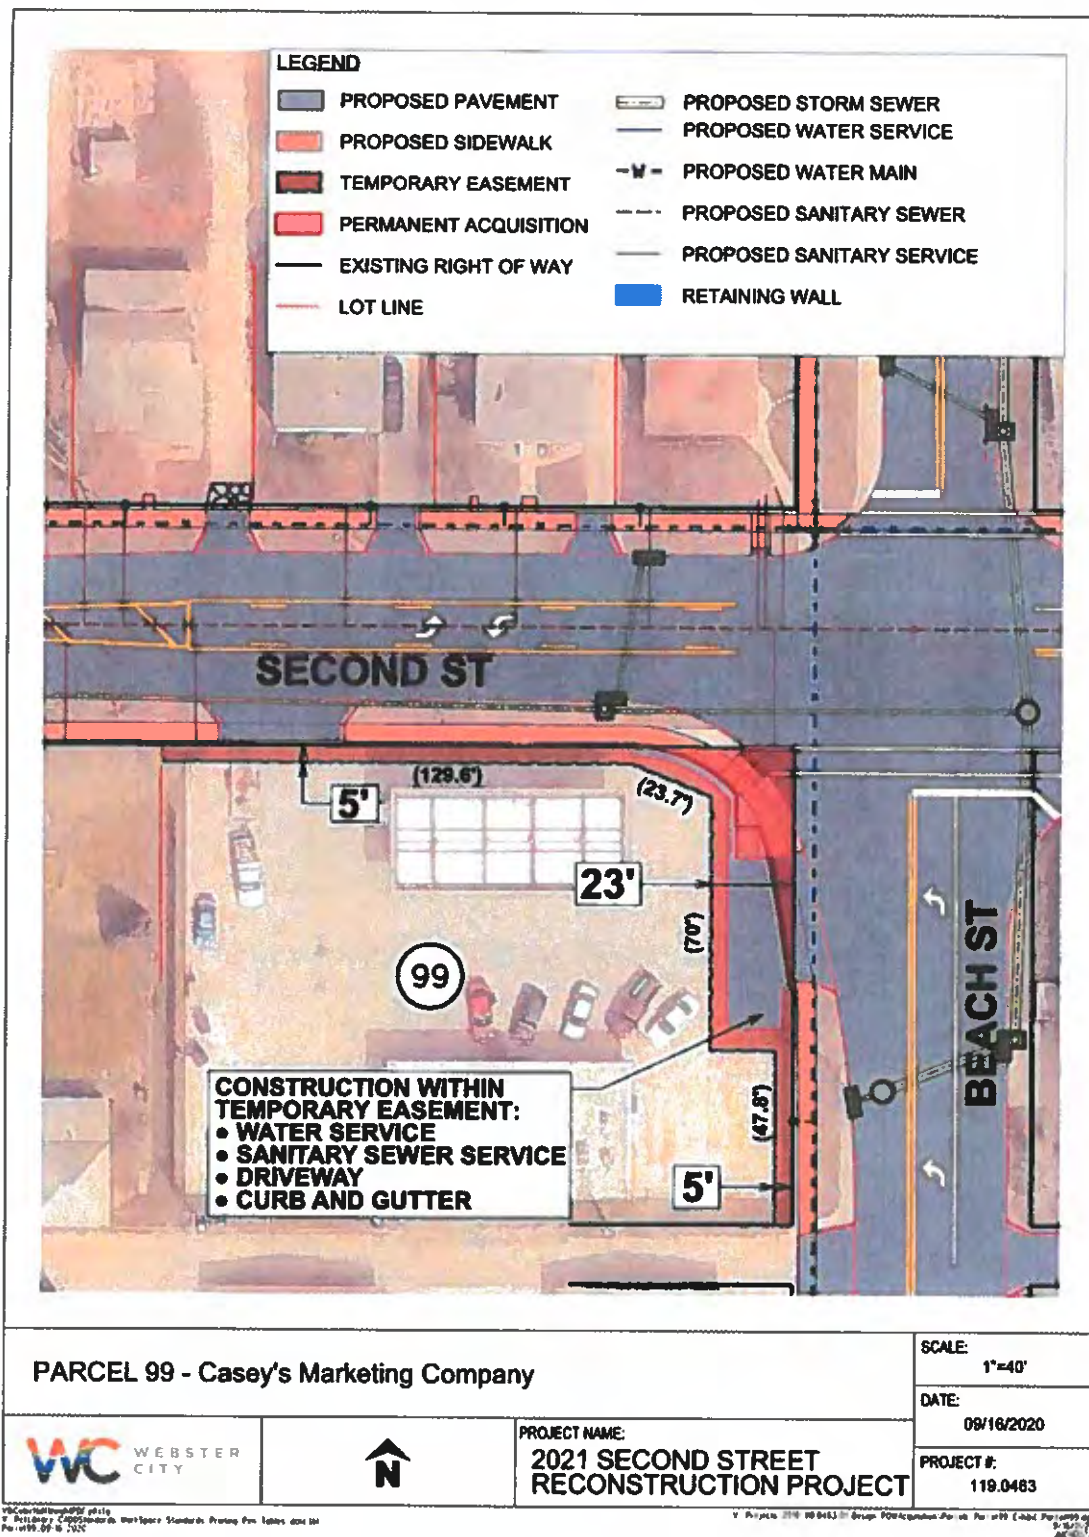 LEGEND
PROPOSED PAVEMENT
PROPOSED SIDEWALK
TEMPORARY EASEMENT
PERMANENT ACQUISITION
EXISTING RIGHT OF WAY
LOT LINE
PROPOSED STORM SEWER
PROPOSED WATER SERVICE
-W- PROPOSED WATER MAIN
PROPOSED SANITARY SEWER
PROPOSED SANITARY SERVICE
RETAINING WALL
SECOND ST
(129.6')
5'
(23.7')
23'
(70')
99
BEACH ST
CONSTRUCTION WITHIN
TEMPORARY EASEMENT:
• WATER SERVICE
• SANITARY SEWER SERVICE
• DRIVEWAY
• CURB AND GUTTER
(47.8')
5'
PARCEL 99 - Casey's Marketing Company
SCALE:
1"=40'
DATE:
09/16/2020
WC WEBSTER
CITY
N
PROJECT NAME:
2021 SECOND STREET
RECONSTRUCTION PROJECT
PROJECT #:
119.0463